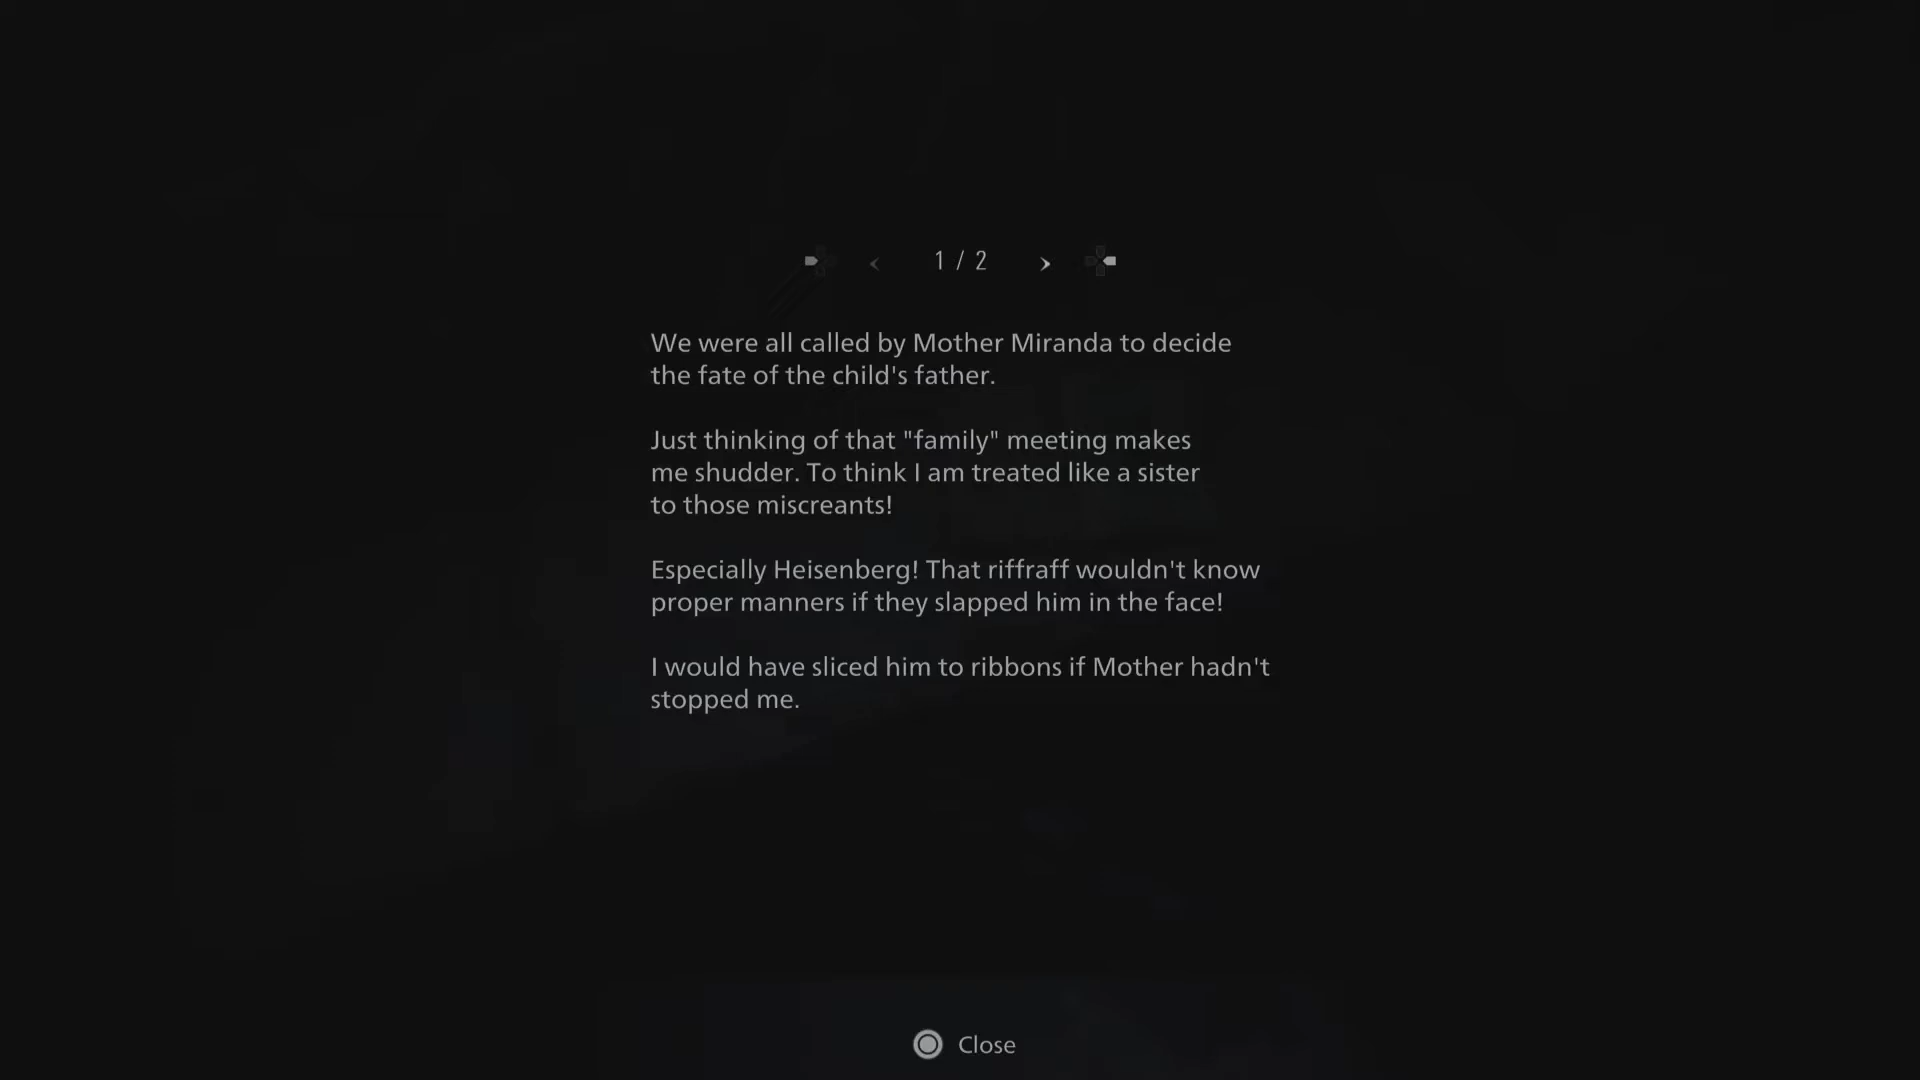 1 / 2
We were all called by Mother Miranda to decide
the fate of the child's father.
Just thinking of that "family" meeting makes
me shudder. To think I am treated like a sister
to those miscreants!
Especially Heisenberg! That riffraff wouldn't know
proper manners if they slapped him in the face!
I would have sliced him to ribbons if Mother hadn't
stopped me.
Close